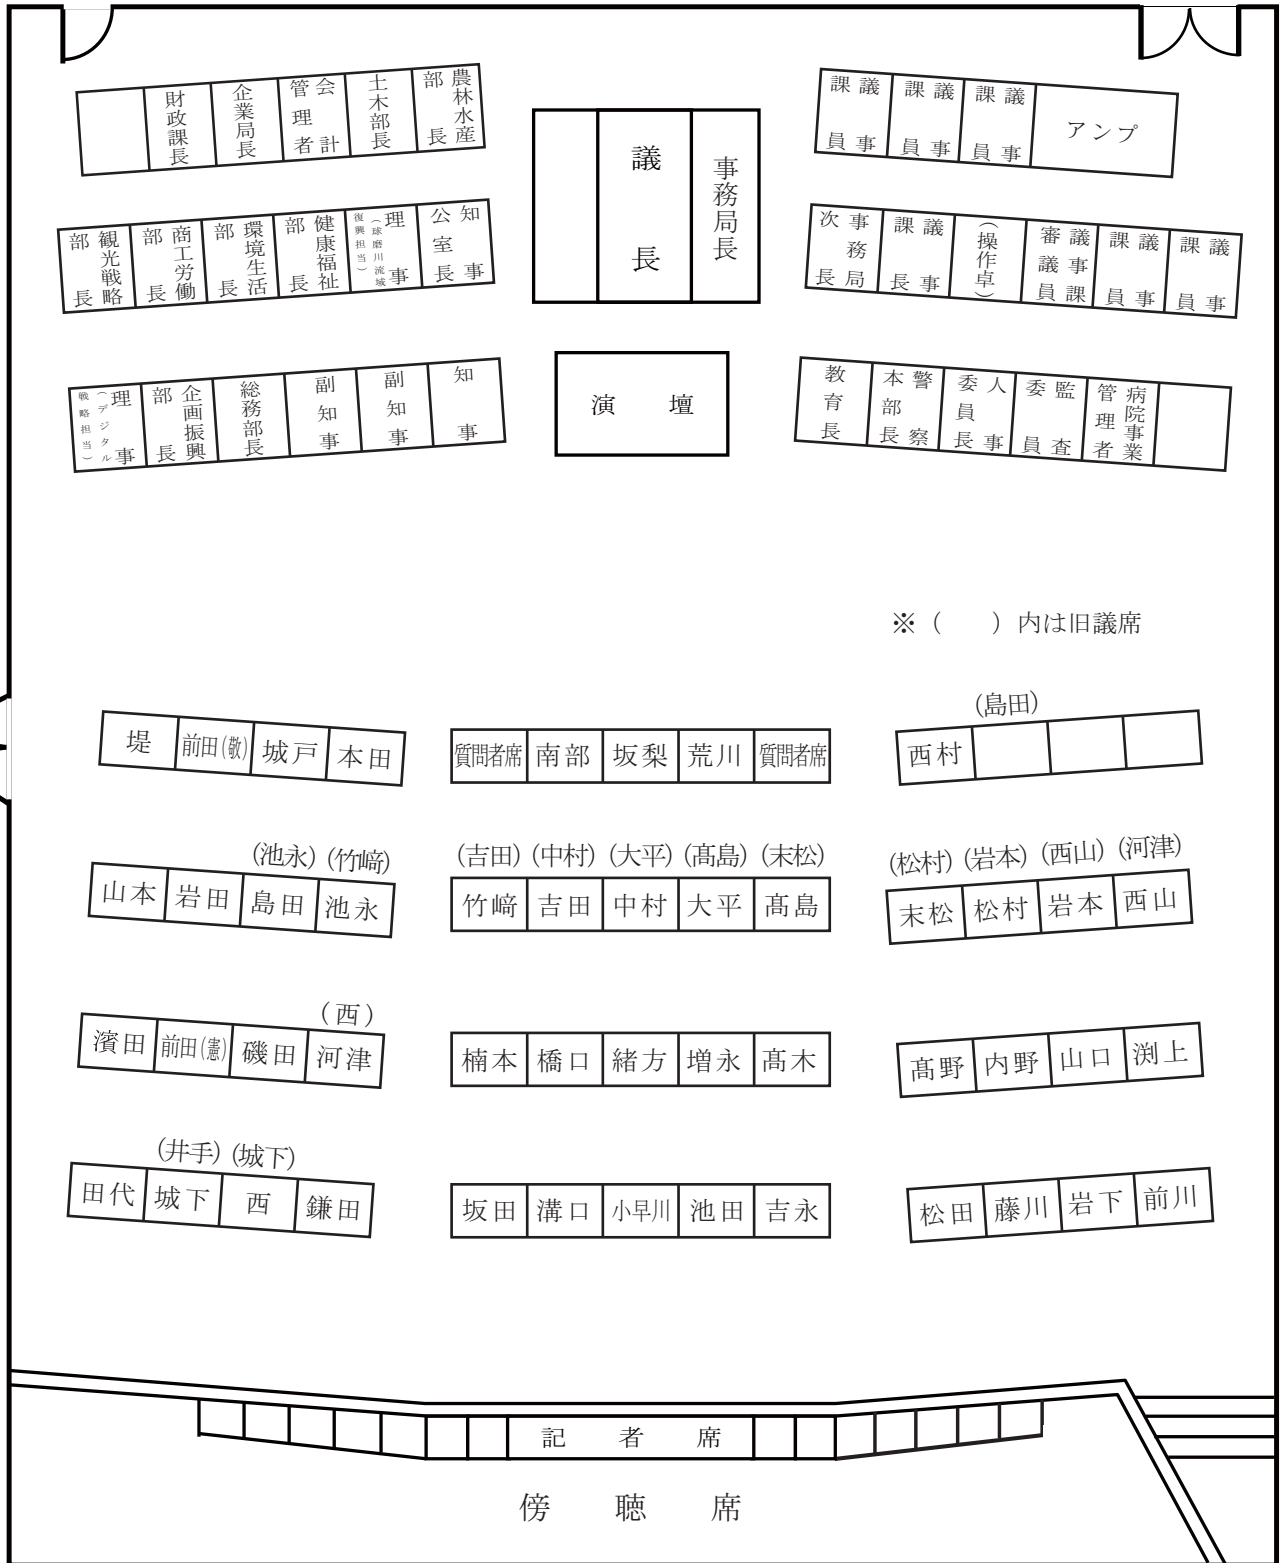 財政課長 企業局長 会計管理者 土木部長 農林水産部長
議長 事務局長
議事課員 議事課員 議事課員 アンプ
観光戦略部長 商工労働部長 環境生活部長 健康福祉部長 理事(球磨川流域復興担当) 知事公室長
事務局次長 議事課長 (操作卓) 議事課審議員 議事課員 議事課員
理事(デジタル戦略担当) 企画振興部長 総務部長 副知事 副知事 知事
演壇
教育長 警察本部長 人事委員長 監査委員 病院事業管理者
※( )内は旧議席
(島田)
堤 前田(敬) 城戸 本田 質問者席 南部 坂梨 荒川 質問者席 西村
(池永) (竹﨑) (吉田) (中村) (大平) (髙島) (末松) (松村) (岩本) (西山) (河津)
山本 岩田 島田 池永 竹﨑 吉田 中村 大平 髙島 末松 松村 岩本 西山
(西)
濱田 前田(憲) 磯田 河津 楠本 橋口 緒方 増永 髙木 髙野 内野 山口 渕上
(井手) (城下)
田代 城下 西 鎌田 坂田 溝口 小早川 池田 吉永 松田 藤川 岩下 前川
記者席
傍聴席